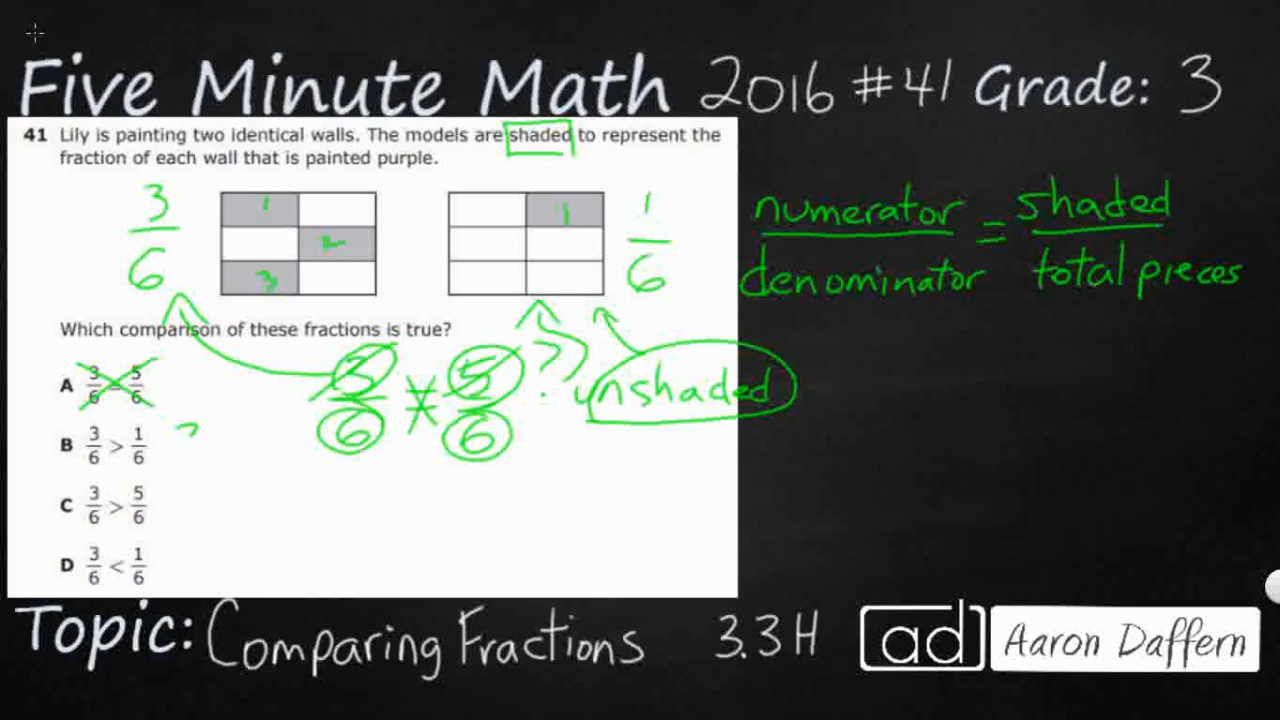 Five Minute Math 2016 #41 Grade: 3
41 Lily is painting two identical walls. The models are shaded to represent the
fraction of each wall that is painted purple.
3/6
1
2
3
1
1/6
numerator/denominator = shaded/total pieces
Which comparison of these fractions is true?
A 3/6 = 5/6
3/6 5/6 ?? unshaded
B 3/6 > 1/6 ?
C 3/6 > 5/6
D 3/6 < 1/6
Topic: Comparing Fractions 3.3H ad Aaron Daffern